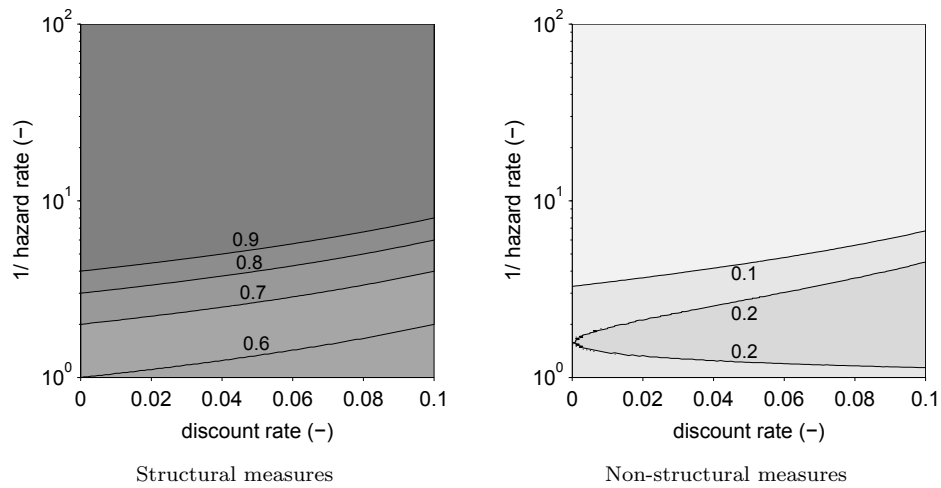 10^2
10^1
10^0
1/ hazard rate (−)
0.9
0.8
0.7
0.6
0 0.02 0.04 0.06 0.08 0.1
discount rate (−)
Structural measures
10^2
10^1
10^0
1/ hazard rate (−)
0.1
0.2
0.2
0 0.02 0.04 0.06 0.08 0.1
discount rate (−)
Non-structural measures